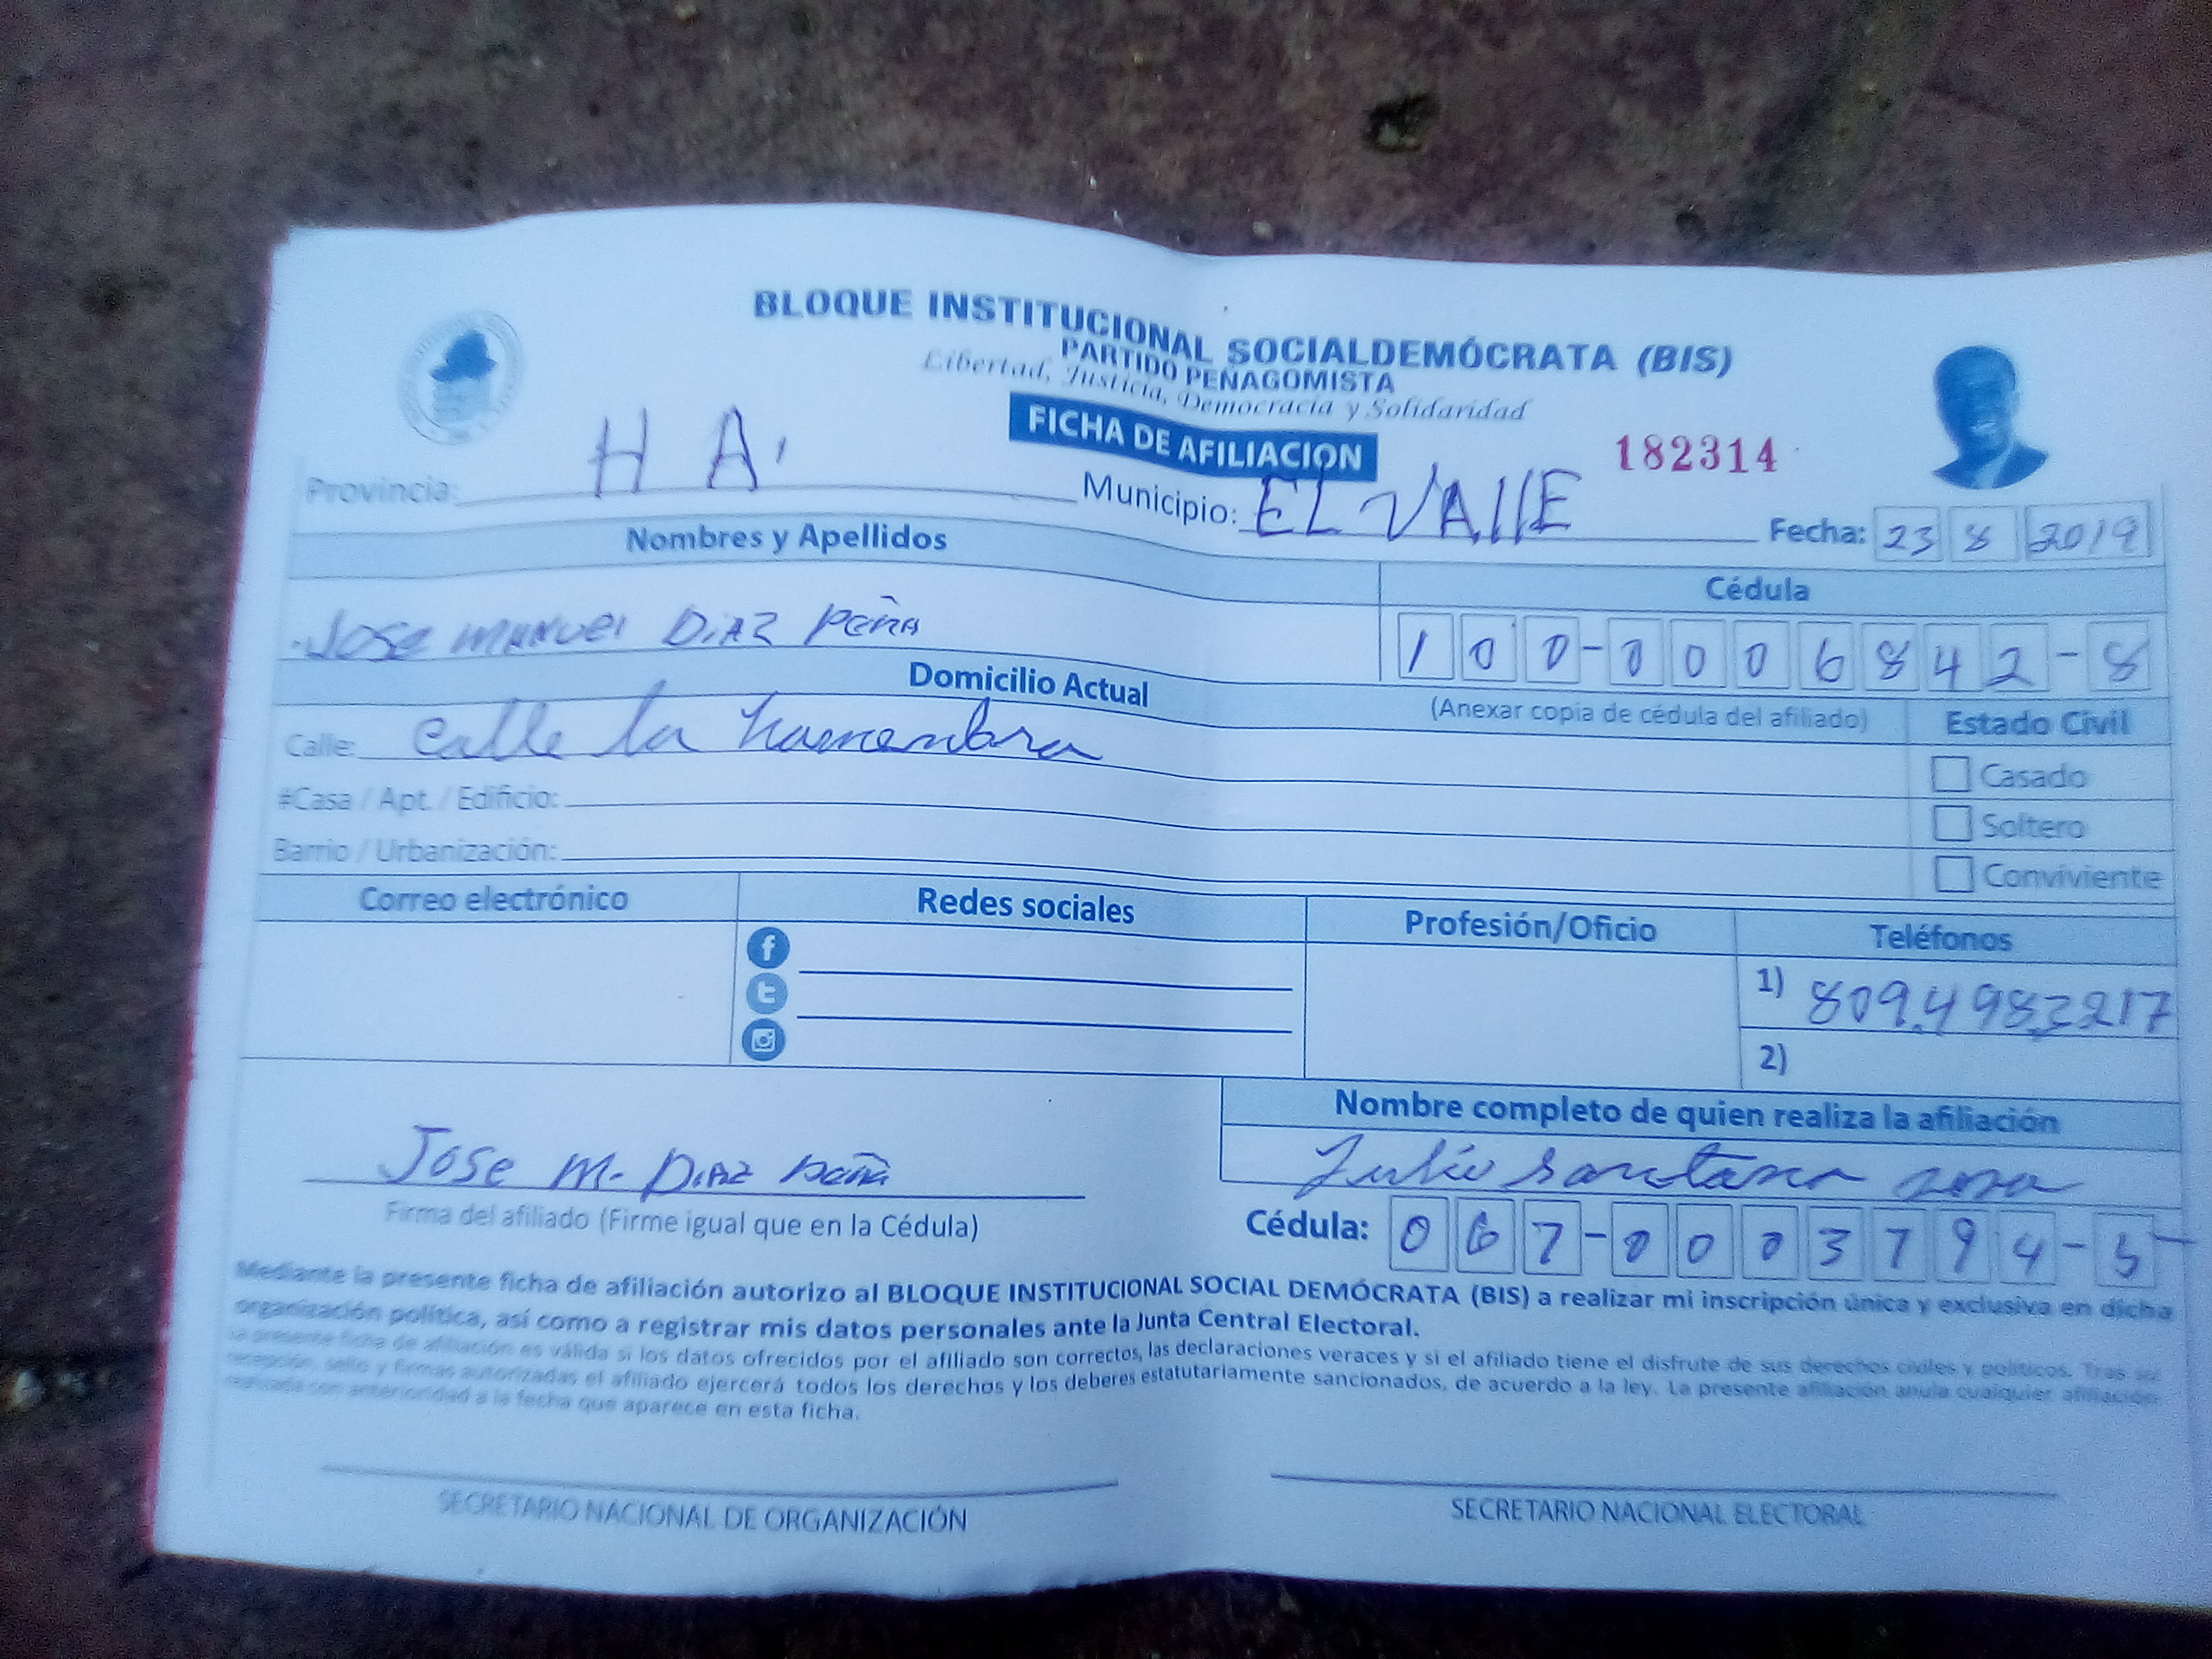 BLOQUE INSTITUCIONAL SOCIALDEMÓCRATA (BIS)
PARTIDO PEÑAGOMISTA
Libertad, Justicia, Democracia y Solidaridad
FICHA DE AFILIACION
182314
Provincia: H A. Municipio: EL VAllE Fecha: 23 8 2019
Nombres y Apellidos
Cédula
Jose MANUel DiAZ PeñA
100-0006842-8
Domicilio Actual
(Anexar copia de cédula del afiliado)
Estado Civil
Calle: calle la
Casado
#Casa / Apt. / Edificio:
Soltero
Barrio / Urbanización:
Conviviente
Correo electrónico Redes sociales Profesión/Oficio Teléfonos
1) 809.4983217
2)
Nombre completo de quien realiza la afiliación
Jose M. DiAZ peña
Julio santana
Firma del afiliado (Firme igual que en la Cédula)
Cédula: 067-0003794-5
Mediante la presente ficha de afiliación autorizo al BLOQUE INSTITUCIONAL SOCIAL DEMÓCRATA (BIS) a realizar mi inscripción única y exclusiva en dicha
organización política, así como a registrar mis datos personales ante la Junta Central Electoral.
La presente ficha de afiliación es válida si los datos ofrecidos por el afiliado son correctos, las declaraciones veraces y si el afiliado tiene el disfrute de sus derechos civiles y políticos. Tras su
recepción, sello y firmas autorizadas el afiliado ejercerá todos los derechos y los deberes estatutariamente sancionados, de acuerdo a la ley. La presente afiliación anula cualquier afiliación
realizada con anterioridad a la fecha que aparece en esta ficha.
SECRETARIO NACIONAL DE ORGANIZACIÓN
SECRETARIO NACIONAL ELECTORAL